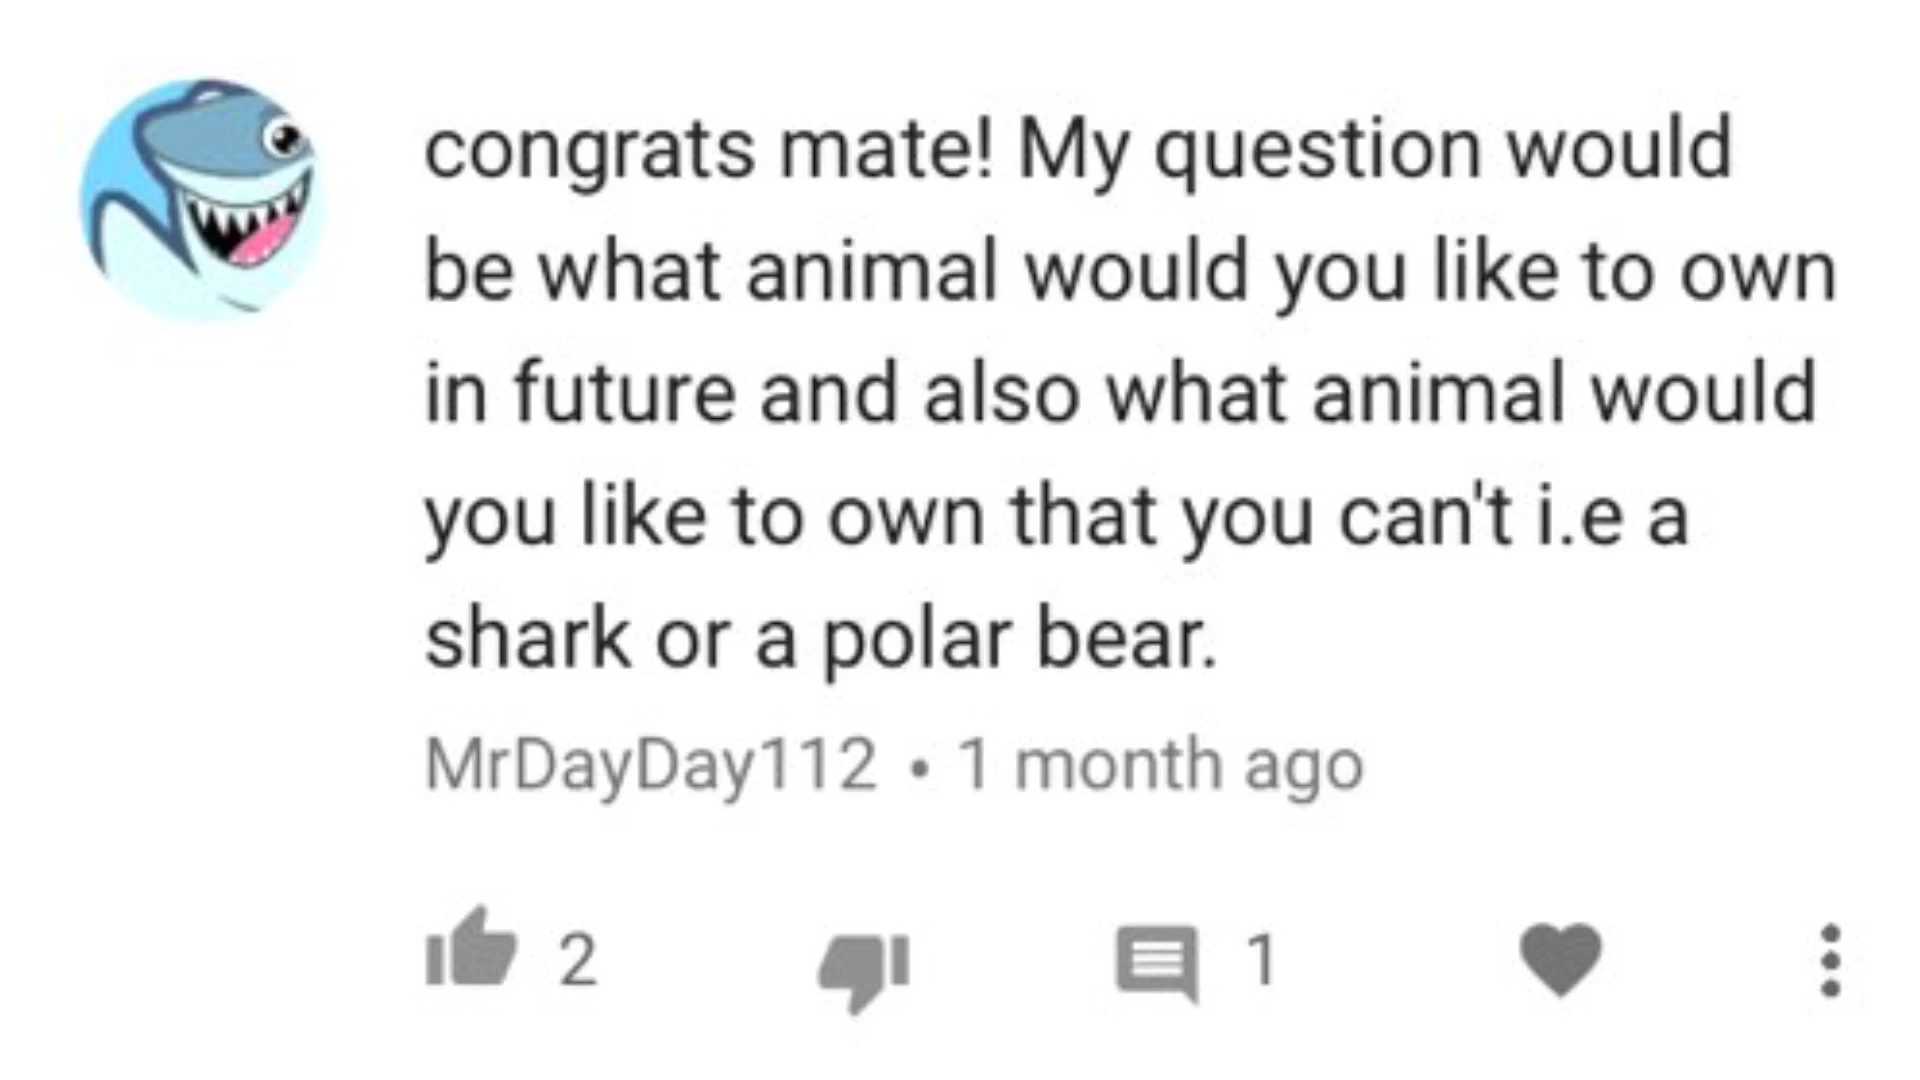 congrats mate! My question would
be what animal would you like to own
in future and also what animal would
you like to own that you can't i.e a
shark or a polar bear.
MrDayDay112 • 1 month ago
2 1